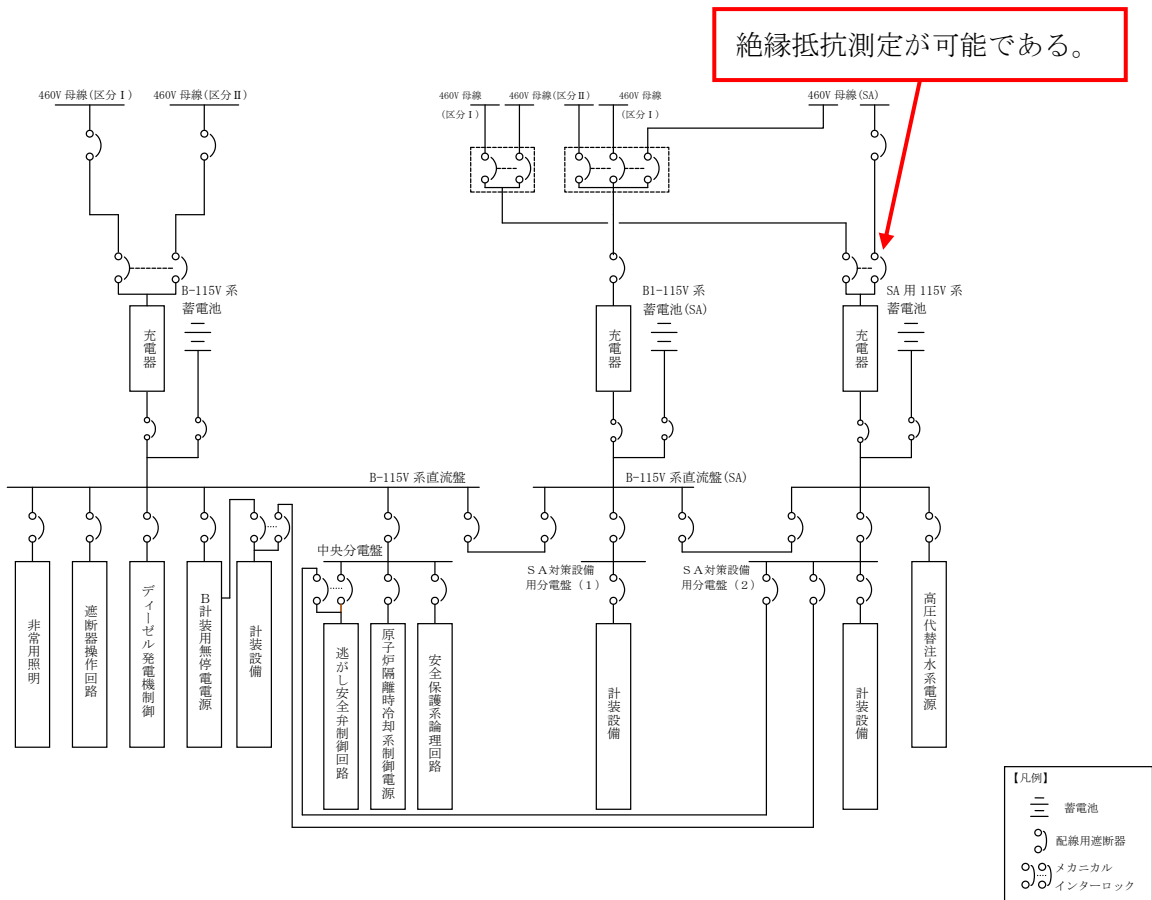 絶縁抵抗測定が可能である。
460V 母線(区分Ⅰ)
460V 母線(区分Ⅱ)
460V 母線
(区分Ⅰ)
460V 母線(区分Ⅱ)
460V 母線
(区分Ⅰ)
460V 母線(SA)
B-115V 系
蓄電池
B1-115V 系
蓄電池(SA)
SA 用 115V 系
蓄電池
充電器
充電器
充電器
B-115V 系直流盤
B-115V 系直流盤(SA)
中央分電盤
SA対策設備
用分電盤(1)
SA対策設備
用分電盤(2)
非常用照明
遮断器操作回路
ディーゼル発電機制御
B計装用無停電電源
計装設備
逃がし安全弁制御回路
原子炉隔離時冷却系制御電源
安全保護系論理回路
計装設備
計装設備
高圧代替注水系電源
【凡例】
蓄電池
配線用遮断器
メカニカル
インターロック